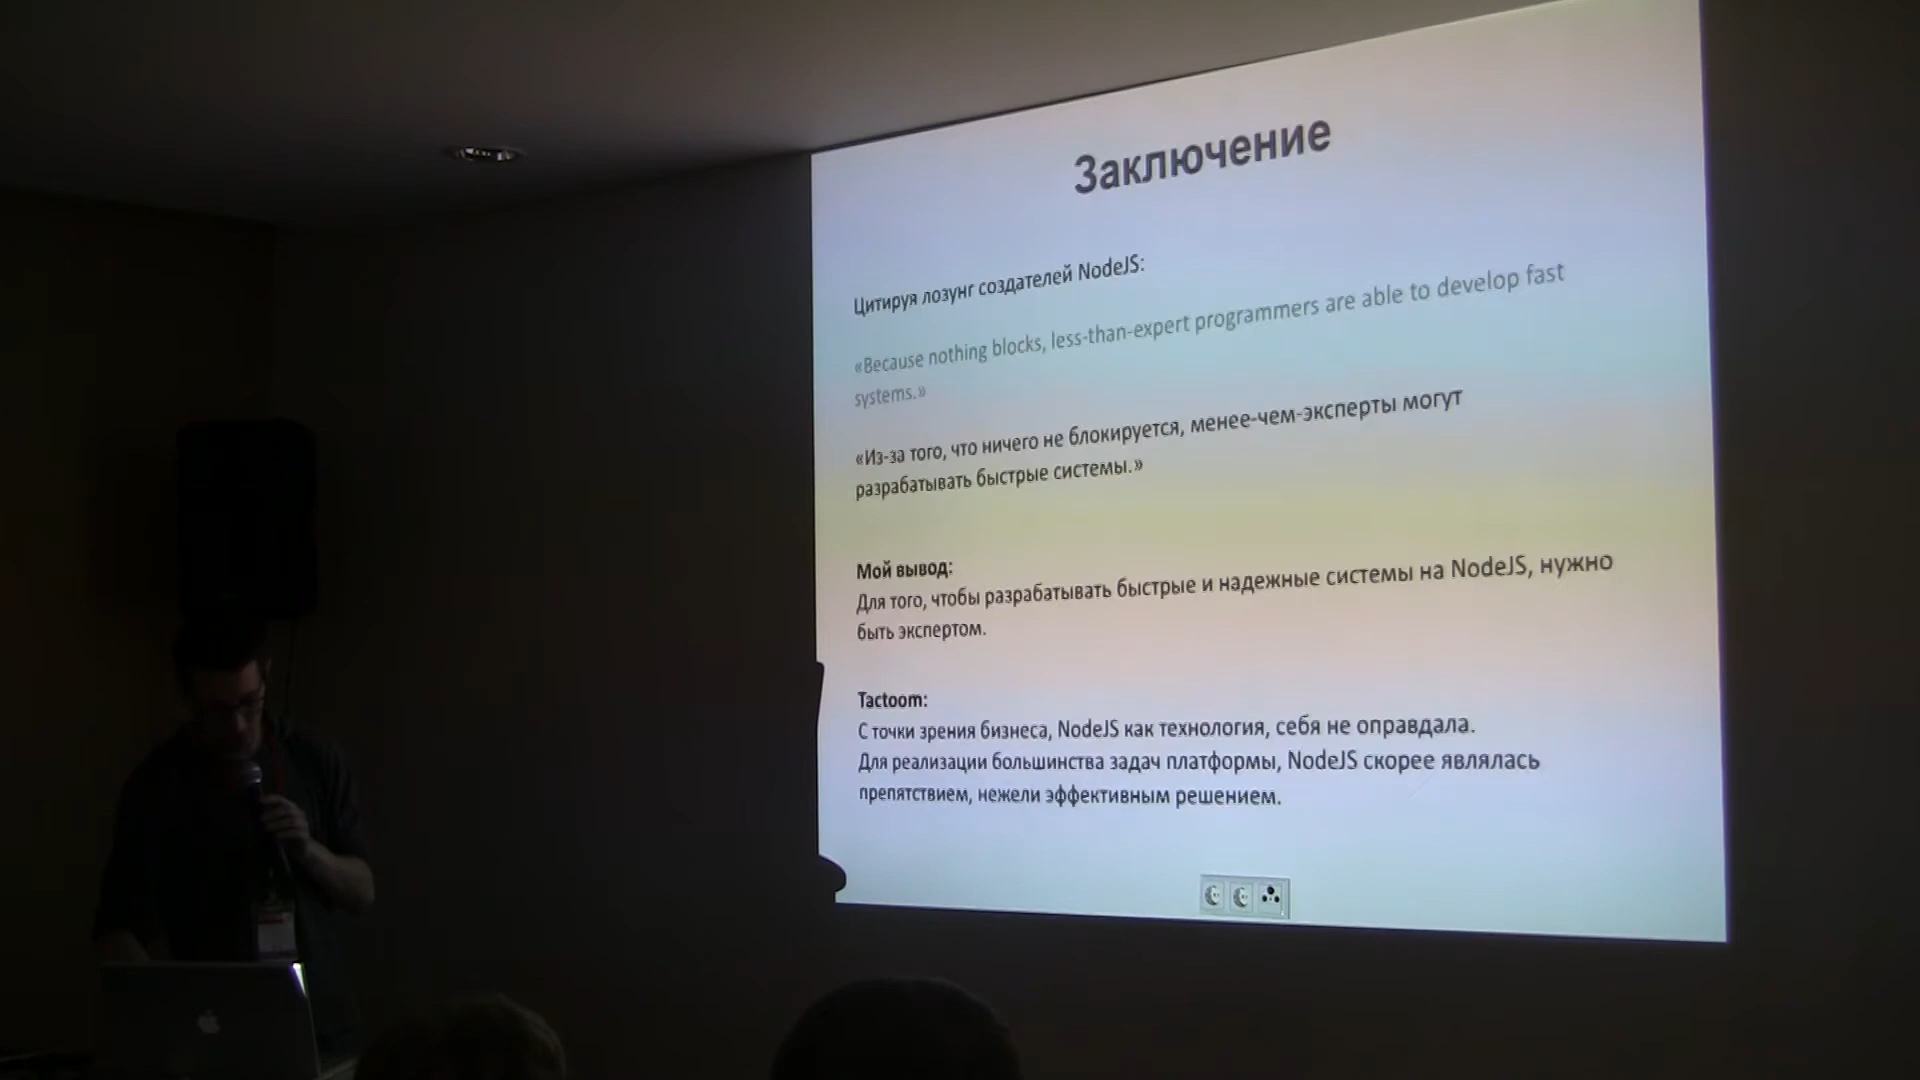 Заключение
Цитируя лозунг создателей NodeJS:
«Because nothing blocks, less-than-expert programmers are able to develop fast
systems.»
«Из-за того, что ничего не блокируется, менее-чем-эксперты могут
разрабатывать быстрые системы.»
Мой вывод:
Для того, чтобы разрабатывать быстрые и надежные системы на NodeJS, нужно
быть экспертом.
Tactoom:
С точки зрения бизнеса, NodeJS как технология, себя не оправдала.
Для реализации большинства задач платформы, NodeJS скорее являлась
препятствием, нежели эффективным решением.